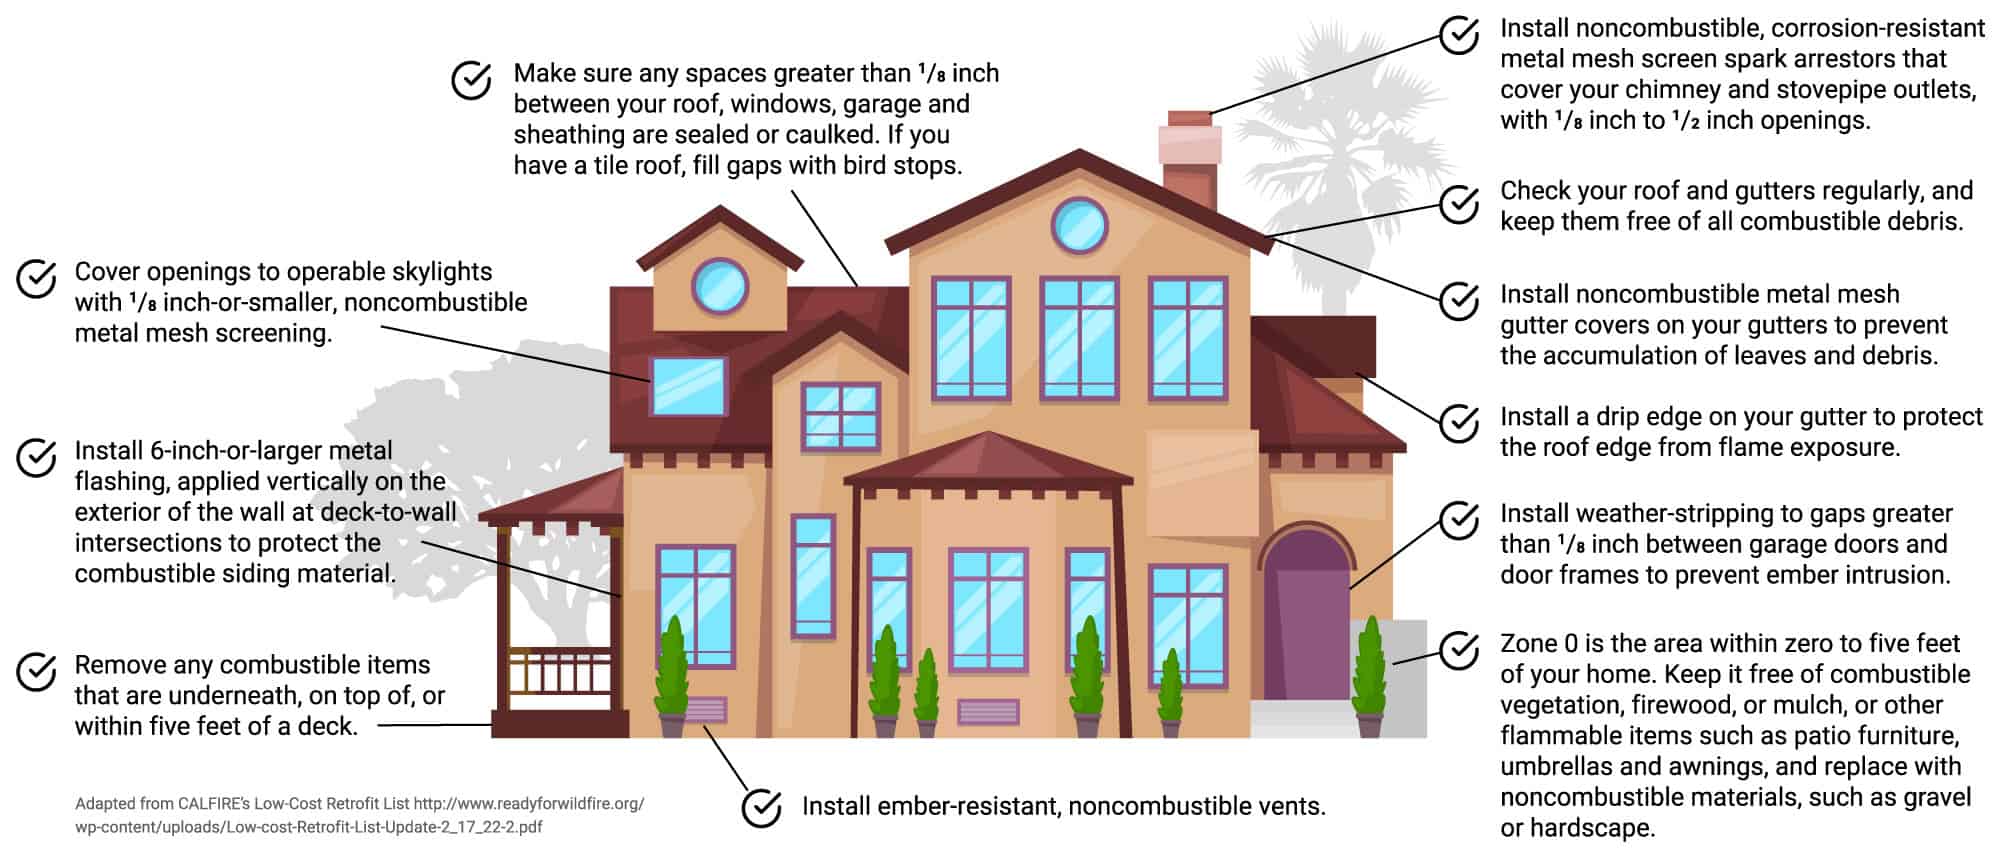 Make sure any spaces greater than 1/8 inch
between your roof, windows, garage and
sheathing are sealed or caulked. If you
have a tile roof, fill gaps with bird stops.
Cover openings to operable skylights
with 1/8 inch-or-smaller, noncombustible
metal mesh screening.
Install 6-inch-or-larger metal
flashing, applied vertically on the
exterior of the wall at deck-to-wall
intersections to protect the
combustible siding material.
Remove any combustible items
that are underneath, on top of, or
within five feet of a deck.
Adapted from CALFIRE's Low-Cost Retrofit List http://www.readyforwildfire.org/
wp-content/uploads/Low-cost-Retrofit-List-Update-2_17_22-2.pdf
Install ember-resistant, noncombustible vents.
Install noncombustible, corrosion-resistant
metal mesh screen spark arrestors that
cover your chimney and stovepipe outlets,
with 1/8 inch to 1/2 inch openings.
Check your roof and gutters regularly, and
keep them free of all combustible debris.
Install noncombustible metal mesh
gutter covers on your gutters to prevent
the accumulation of leaves and debris.
Install a drip edge on your gutter to protect
the roof edge from flame exposure.
Install weather-stripping to gaps greater
than 1/8 inch between garage doors and
door frames to prevent ember intrusion.
Zone 0 is the area within zero to five feet
of your home. Keep it free of combustible
vegetation, firewood, or mulch, or other
flammable items such as patio furniture,
umbrellas and awnings, and replace with
noncombustible materials, such as gravel
or hardscape.